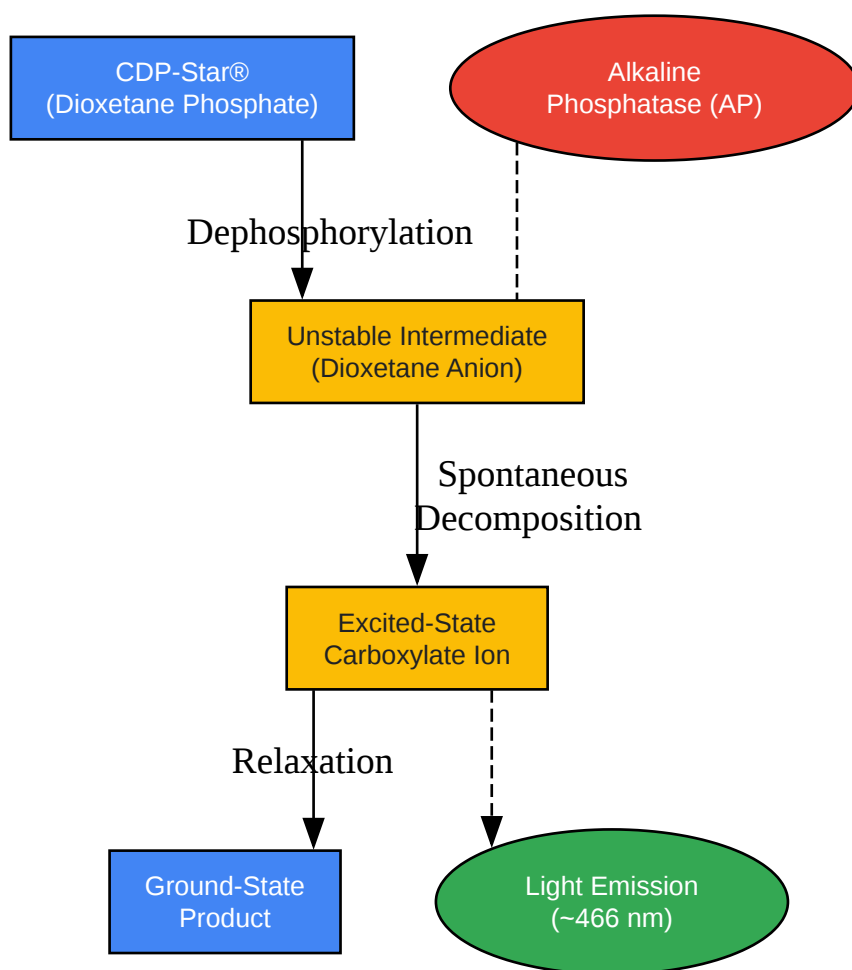 CDP-Star®
(Dioxetane Phosphate)
Alkaline
Phosphatase (AP)
Dephosphorylation
Unstable Intermediate
(Dioxetane Anion)
Spontaneous
Decomposition
Excited-State
Carboxylate Ion
Relaxation
Ground-State
Product
Light Emission
(~466 nm)